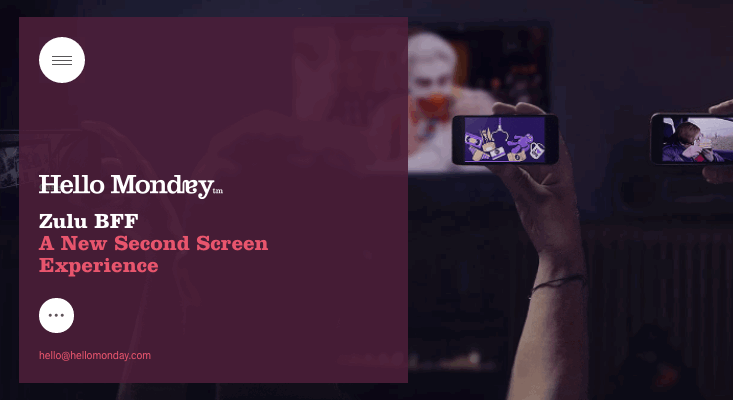 Hello Monday tm
Zulu BFF
A New Second Screen
Experience
hello@hellomonday.com